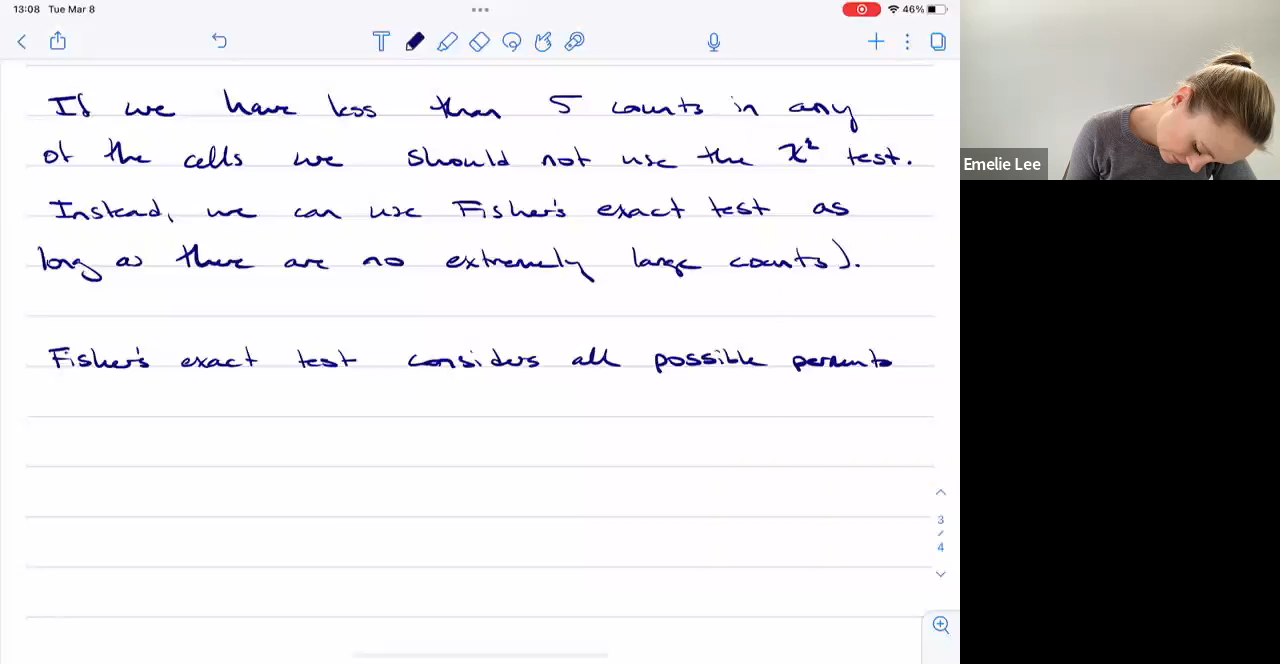 13:08 Tue Mar 8
46%
If we have less than 5 counts in any
of the cells we should not use the χ² test.
Instead, we can use Fisher's exact test as
long as there are no extremely large counts).
Fisher's exact test considers all possible
3
/
4
Emelie Lee